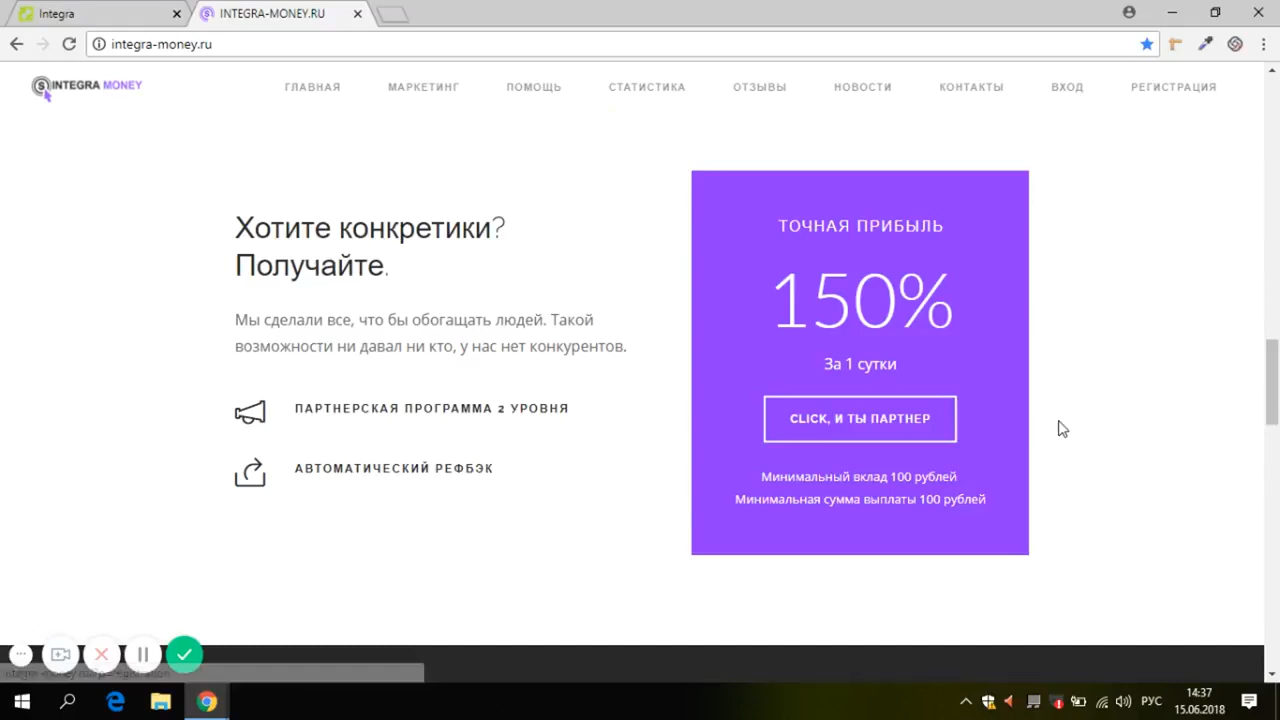 Integra
INTEGRA-MONEY.RU
integra-money.ru
INTEGRA MONEY
ГЛАВНАЯ
МАРКЕТИНГ
ПОМОЩЬ
СТАТИСТИКА
ОТЗЫВЫ
НОВОСТИ
КОНТАКТЫ
ВХОД
РЕГИСТРАЦИЯ
Хотите конкретики?
Получайте.
Мы сделали все, что бы обогащать людей. Такой
возможности ни давал ни кто, у нас нет конкурентов.
ПАРТНЕРСКАЯ ПРОГРАММА 2 УРОВНЯ
АВТОМАТИЧЕСКИЙ РЕФБЭК
ТОЧНАЯ ПРИБЫЛЬ
150%
За 1 сутки
CLICK, И ТЫ ПАРТНЕР
Минимальный вклад 100 рублей
Минимальная сумма выплаты 100 рублей
РУС
14:37
15.06.2018